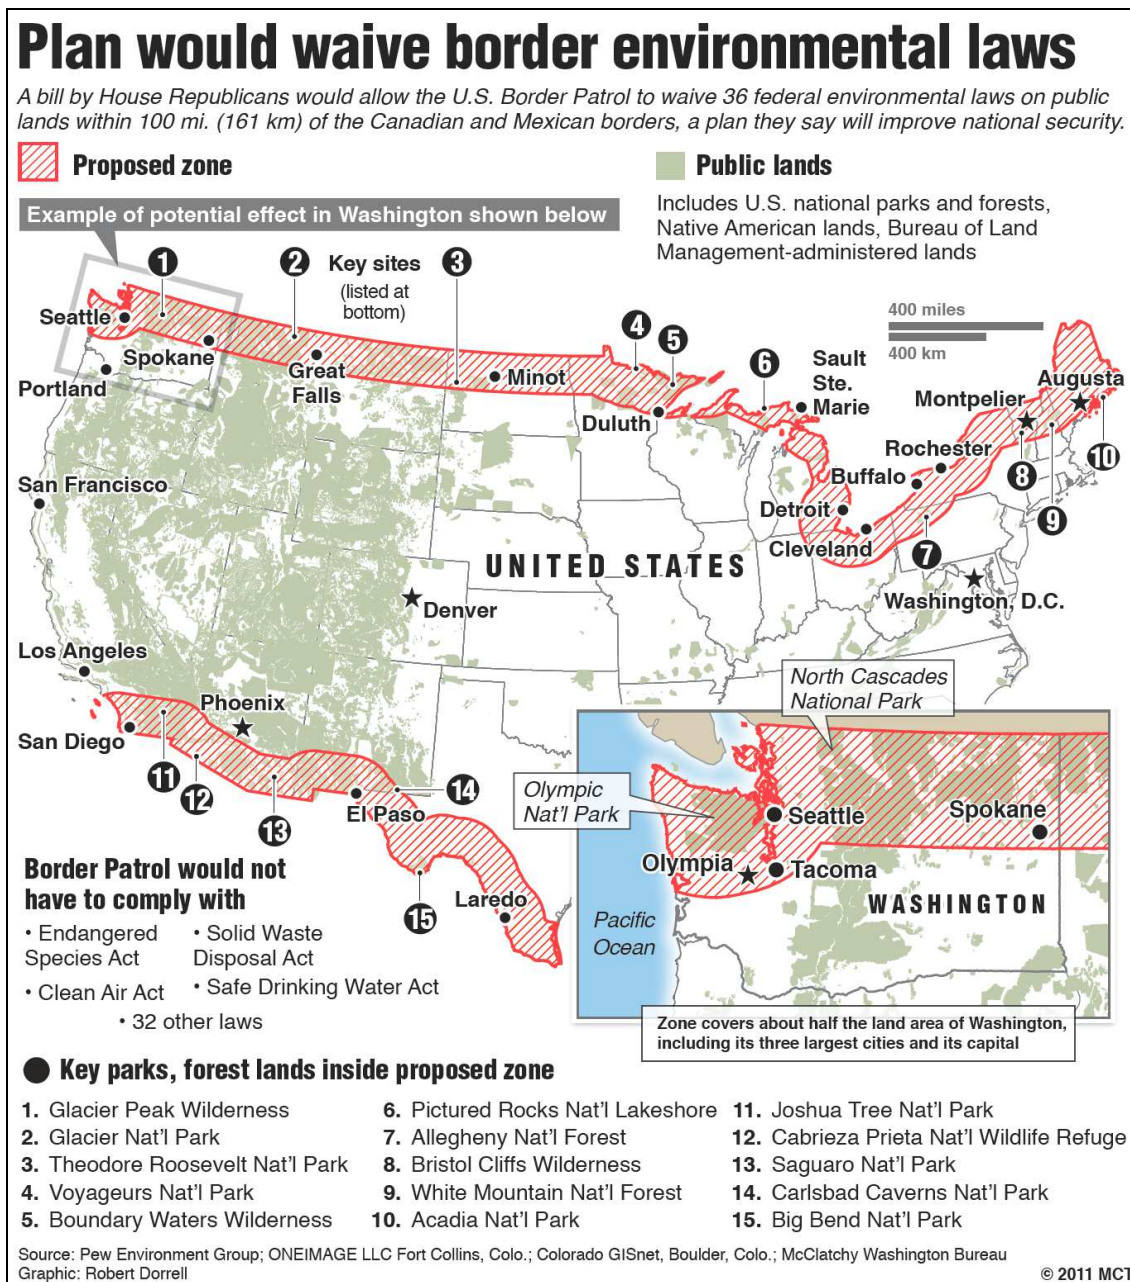 Plan would waive border environmental laws
A bill by House Republicans would allow the U.S. Border Patrol to waive 36 federal environmental laws on public
lands within 100 mi. (161 km) of the Canadian and Mexican borders, a plan they say will improve national security.
Proposed zone
Public lands
Includes U.S. national parks and forests,
Native American lands, Bureau of Land
Management-administered lands
Example of potential effect in Washington shown below
1
2
Key sites
(listed at
bottom)
3
400 miles
400 km
Seattle
Spokane
Portland
Great
Falls
Minot
4
5
Duluth
6
Sault
Ste.
Marie
Montpelier
Augusta
Rochester
Buffalo
8
10
Detroit
Cleveland
9
7
San Francisco
UNITED STATES
Washington, D.C.
Denver
Los Angeles
Phoenix
San Diego
11
12
13
14
El Paso
15
Laredo
North Cascades
National Park
Olympic
Nat'l Park
Seattle
Spokane
Olympia
Tacoma
WASHINGTON
Pacific
Ocean
Zone covers about half the land area of Washington,
including its three largest cities and its capital
Border Patrol would not
have to comply with
• Endangered
Species Act
• Clean Air Act
• Solid Waste
Disposal Act
• Safe Drinking Water Act
• 32 other laws
Key parks, forest lands inside proposed zone
1. Glacier Peak Wilderness
2. Glacier Nat'l Park
3. Theodore Roosevelt Nat'l Park
4. Voyageurs Nat'l Park
5. Boundary Waters Wilderness
6. Pictured Rocks Nat'l Lakeshore
7. Allegheny Nat'l Forest
8. Bristol Cliffs Wilderness
9. White Mountain Nat'l Forest
10. Acadia Nat'l Park
11. Joshua Tree Nat'l Park
12. Cabrieza Prieta Nat'l Wildlife Refuge
13. Saguaro Nat'l Park
14. Carlsbad Caverns Nat'l Park
15. Big Bend Nat'l Park
Source: Pew Environment Group; ONEIMAGE LLC Fort Collins, Colo.; Colorado GISnet, Boulder, Colo.; McClatchy Washington Bureau
Graphic: Robert Dorrell
© 2011 MCT